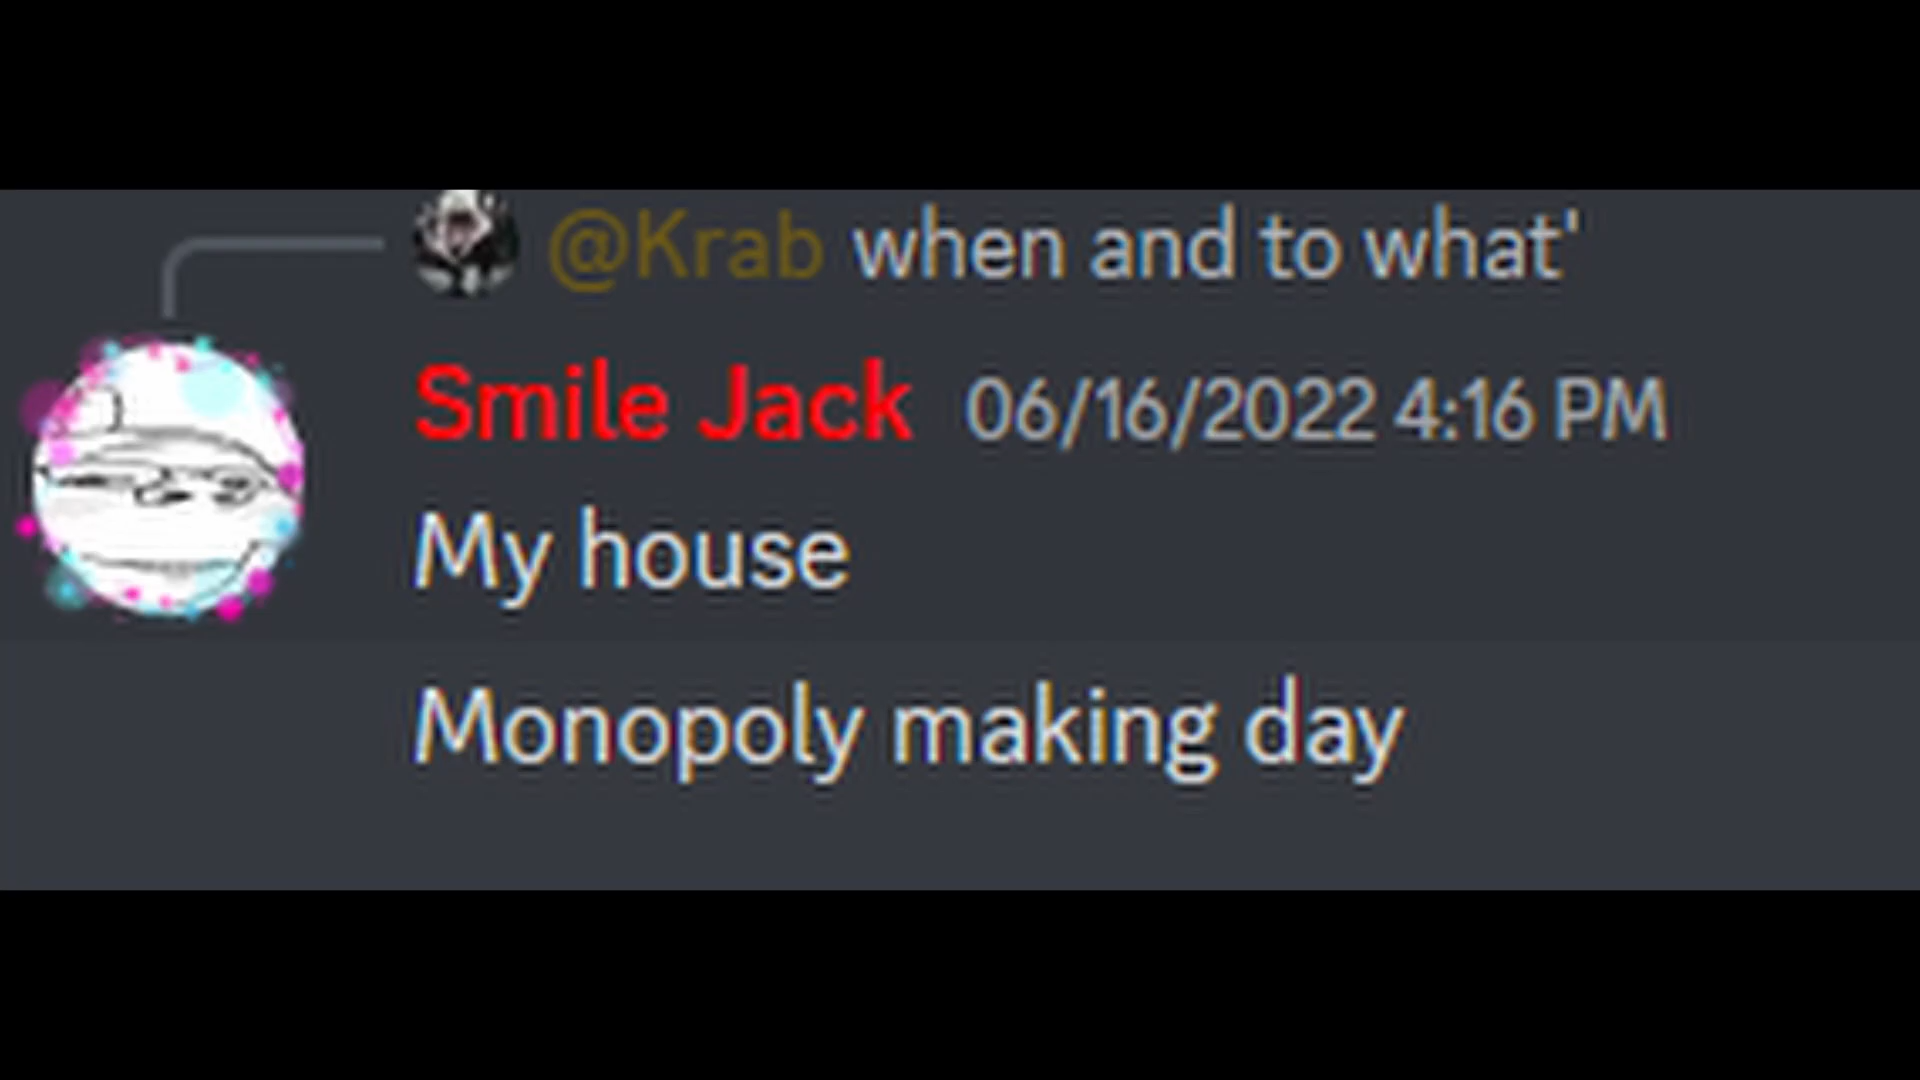 @Krab when and to what'
Smile Jack 06/16/2022 4:16 PM
My house
Monopoly making day